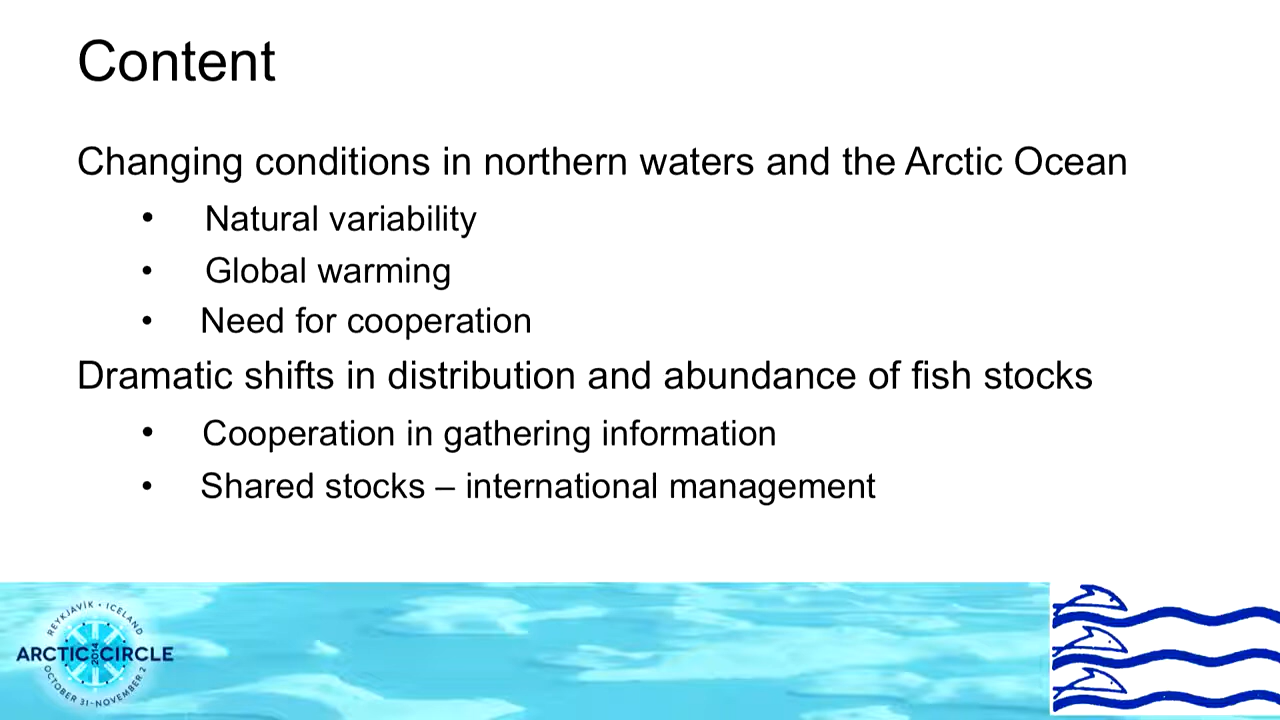 Content
Changing conditions in northern waters and the Arctic Ocean
• Natural variability
• Global warming
• Need for cooperation
Dramatic shifts in distribution and abundance of fish stocks
• Cooperation in gathering information
• Shared stocks – international management
REYKJAVÍK • ICELAND
ARCTIC CIRCLE
2014
OCTOBER 31–NOVEMBER 2